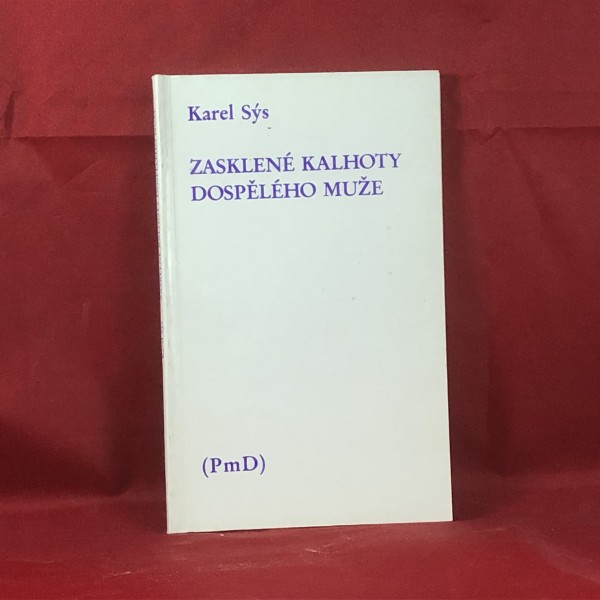 Karel Sýs
ZASKLENÉ KALHOTY
DOSPĚLÉHO MUŽE
(PmD)